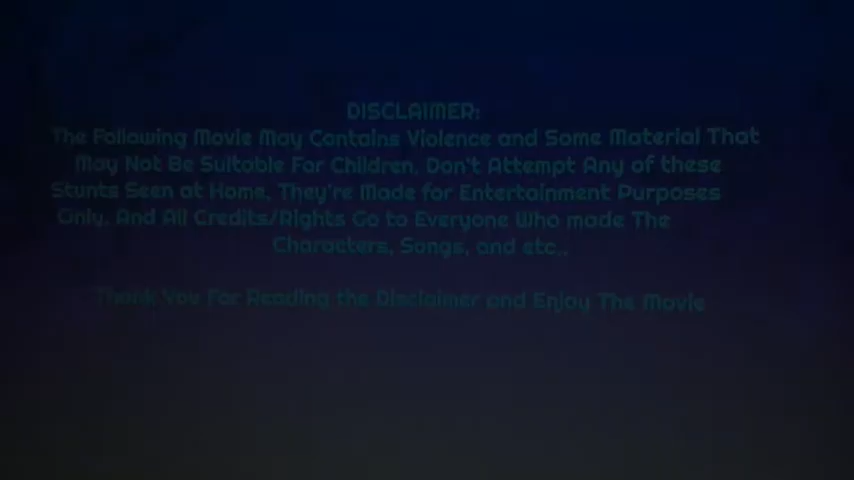 DISCLAIMER:
The Following Movie May Contains Violence and Some Material That
May Not Be Suitable For Children, Don't Attempt Any of these
Stunts Seen at Home, They're Made for Entertainment Purposes
Only, And All Credits/Rights Go to Everyone Who made The
Characters, Songs, and etc..
Thank You For Reading the Disclaimer and Enjoy The Movie